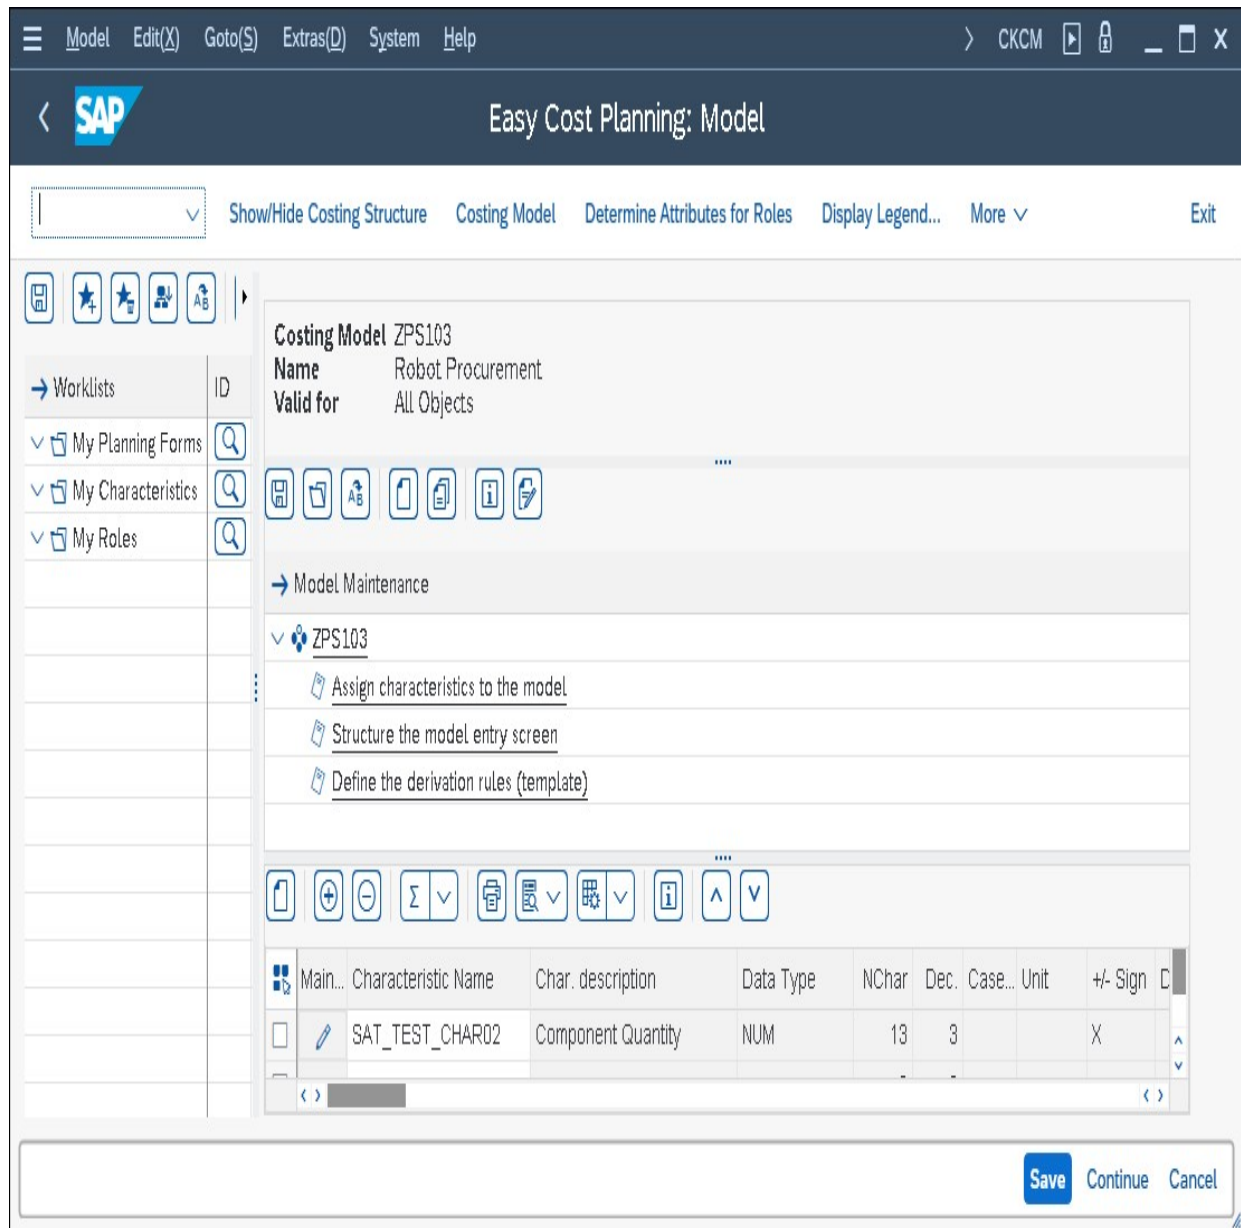 Model Edit(X) Goto(S) Extras(D) System Help CKCM
SAP Easy Cost Planning: Model
Show/Hide Costing Structure Costing Model Determine Attributes for Roles Display Legend... More Exit
Costing Model ZPS103
Name Robot Procurement
Valid for All Objects
Worklists ID
My Planning Forms
My Characteristics
My Roles
Model Maintenance
ZPS103
Assign characteristics to the model
Structure the model entry screen
Define the derivation rules (template)
Main... Characteristic Name Char. description Data Type NChar Dec. Case... Unit +/- Sign
SAT_TEST_CHAR02 Component Quantity NUM 13 3 X
Save Continue Cancel